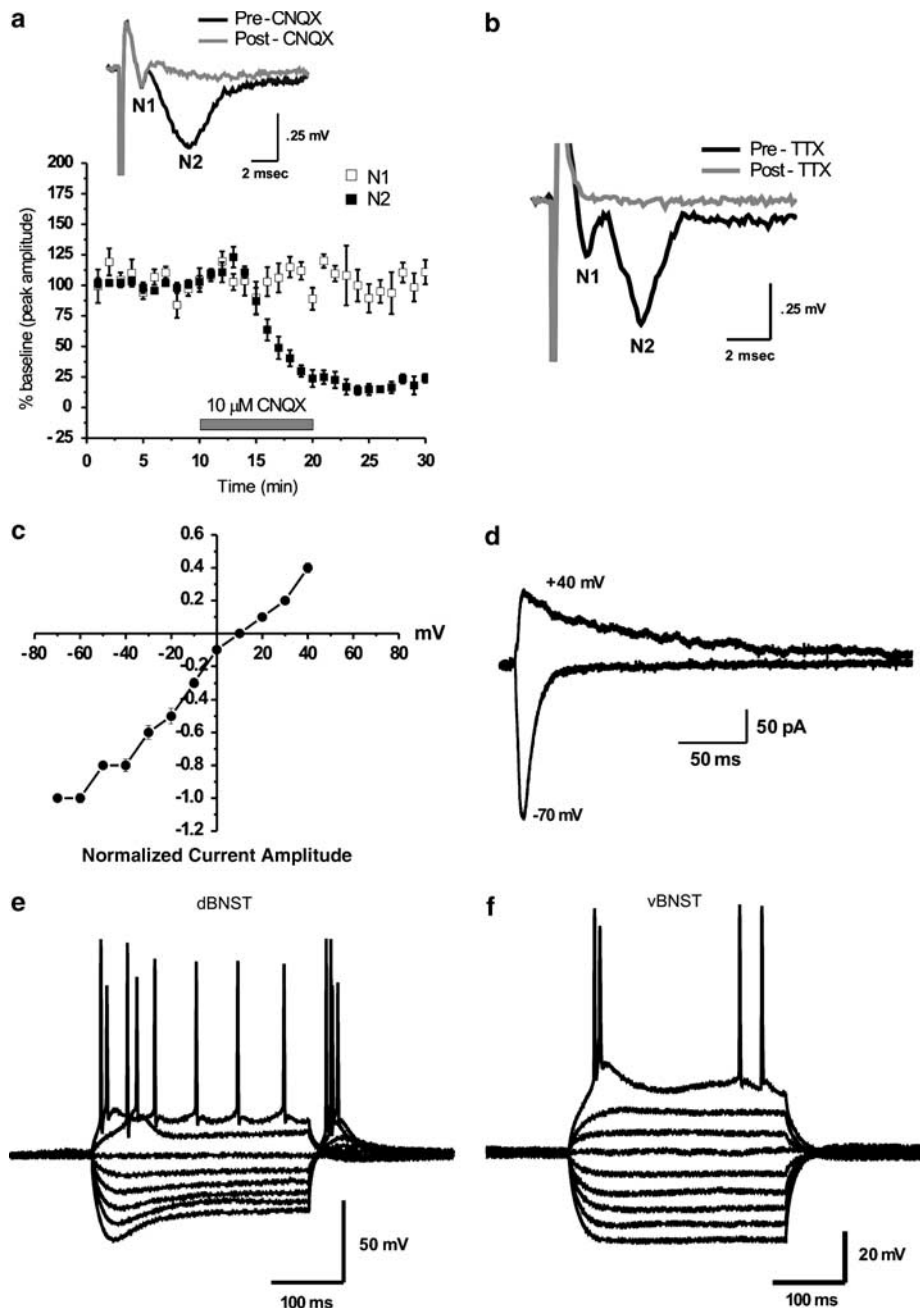 a
Pre - CNQX
Post - CNQX
N1
N2
.25 mV
2 msec
200
175
150
125
100
75
50
25
0
-25
% baseline (peak amplitude)
N1
N2
10 µM CNQX
0 5 10 15 20 25 30
Time (min)
b
Pre - TTX
Post - TTX
N1
N2
.25 mV
2 msec
c
0.6
0.4
0.2
mV
-80 -60 -40 -20 0 20 40 60 80
-0.2
-0.4
-0.6
-0.8
-1.0
-1.2
Normalized Current Amplitude
d
+40 mV
50 pA
50 ms
-70 mV
e
dBNST
50 mV
100 ms
f
vBNST
20 mV
100 ms